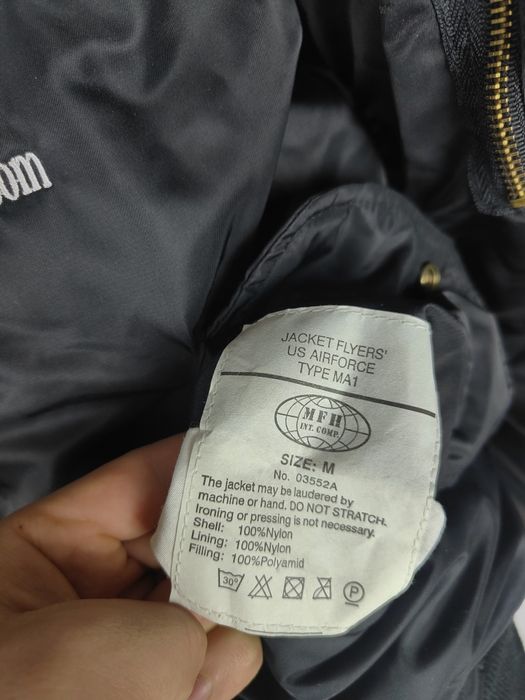 om
JACKET FLYERS'
US AIRFORCE
TYPE MA1
MFH
INT. COMP.
SIZE: M
No. 03552A
The jacket may be laudered by
machine or hand. DO NOT STRETCH.
Ironing or pressing is not necessary.
Shell: 100%Nylon
Lining: 100%Nylon
Filling: 100%Polyamid
30° P